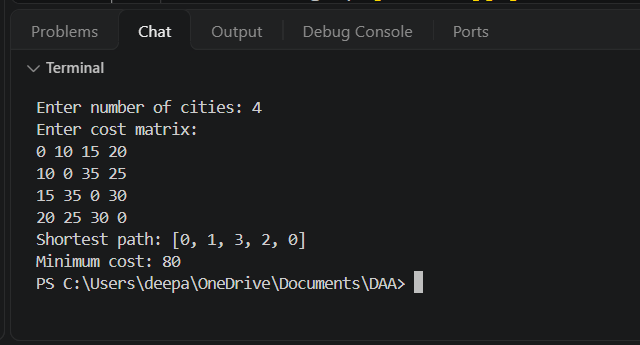 Problems Chat Output Debug Console Ports
Terminal
Enter number of cities: 4
Enter cost matrix:
0 10 15 20
10 0 35 25
15 35 0 30
20 25 30 0
Shortest path: [0, 1, 3, 2, 0]
Minimum cost: 80
PS C:\Users\deepa\OneDrive\Documents\DAA>